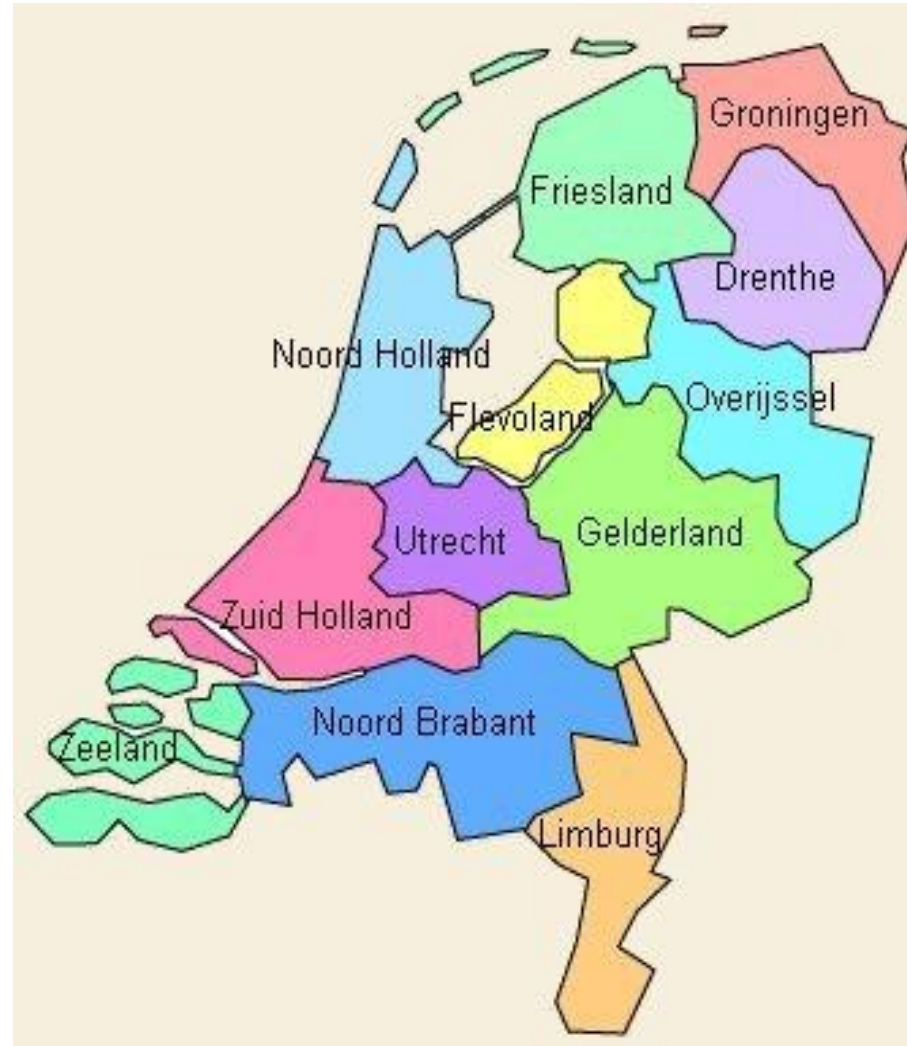 Groningen
Friesland
Drenthe
Noord Holland
Overijssel
Flevoland
Gelderland
Utrecht
Zuid Holland
Noord Brabant
Zeeland
Limburg